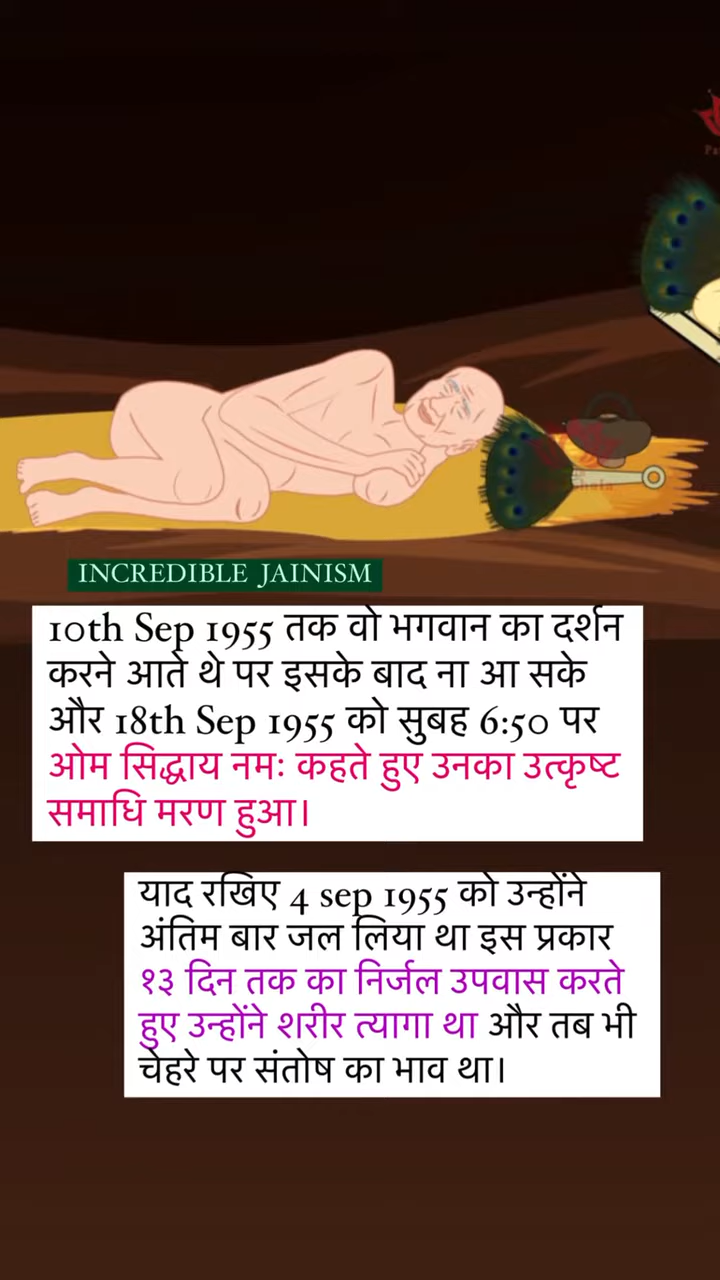 INCREDIBLE JAINISM
10th Sep 1955 तक वो भगवान का दर्शन
करने आते थे पर इसके बाद ना आ सके
और 18th Sep 1955 को सुबह 6:50 पर
ओम सिद्धाय नमः कहते हुए उनका उत्कृष्ट
समाधि मरण हुआ।
याद रखिए 4 sep 1955 को उन्होंने
अंतिम बार जल लिया था इस प्रकार
१३ दिन तक का निर्जल उपवास करते
हुए उन्होंने शरीर त्यागा था और तब भी
चेहरे पर संतोष का भाव था।